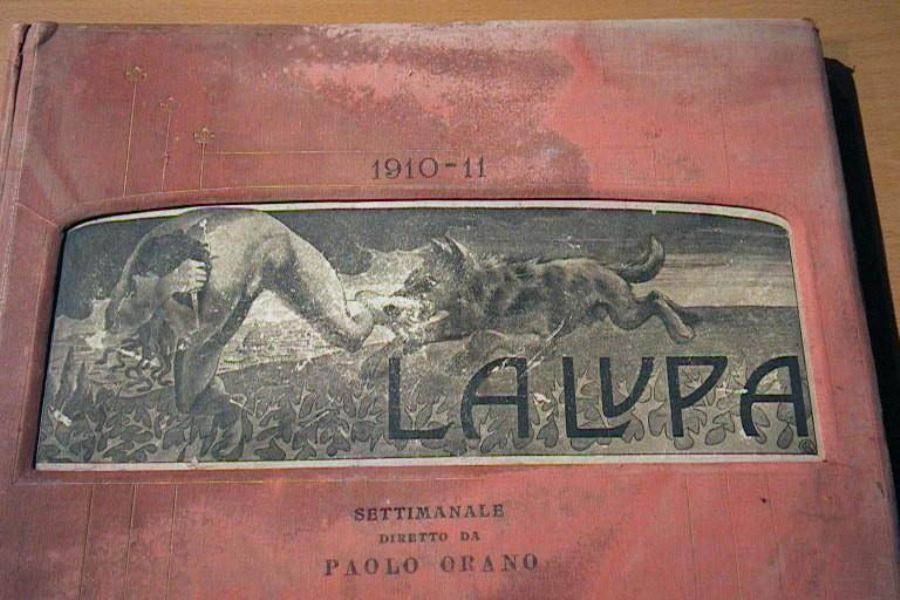 1910-11
LA LUPA
SETTIMANALE
DIRETTO DA
PAOLO ORANO